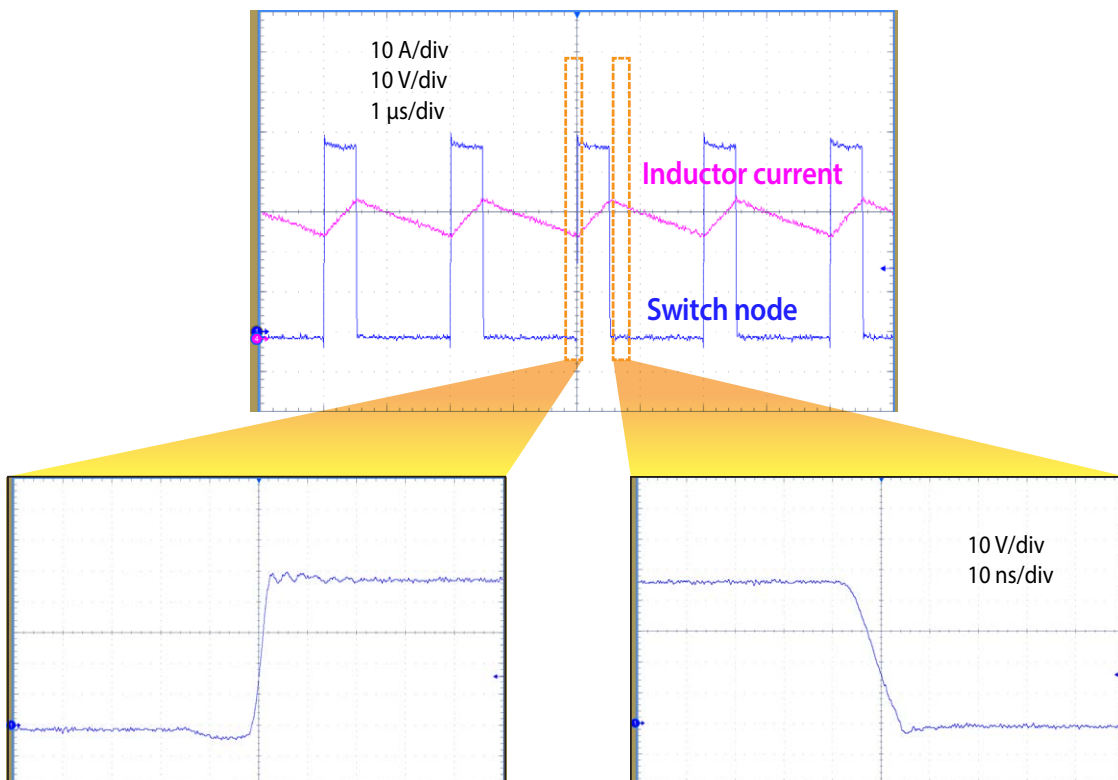 10 A/div
10 V/div
1 µs/div
Inductor current
Switch node
10 V/div
10 ns/div